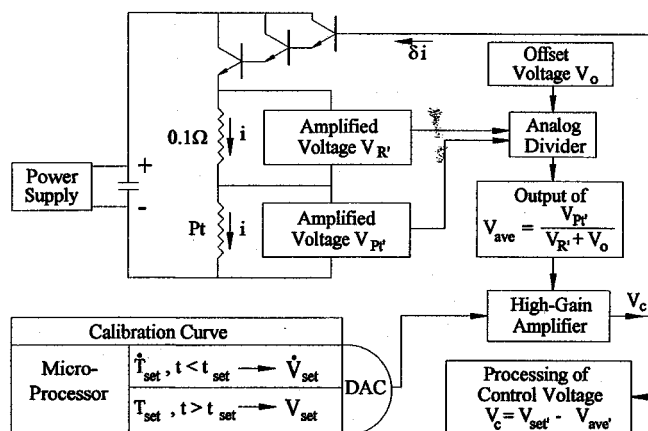 δi
Offset
Voltage Vₒ
0.1Ω
i
Amplified
Voltage V_R'
Analog
Divider
Power
Supply
+
-
Pt
i
Amplified
Voltage V_Pt'
Output of
V_ave = V_Pt' / (V_R' + Vₒ)
High-Gain
Amplifier
V_c
Calibration Curve
Micro-
Processor
Ṫ_set, t < t_set → V̇_set
T_set, t > t_set → V_set
DAC
Processing of
Control Voltage
V_c = V_set' - V_ave'